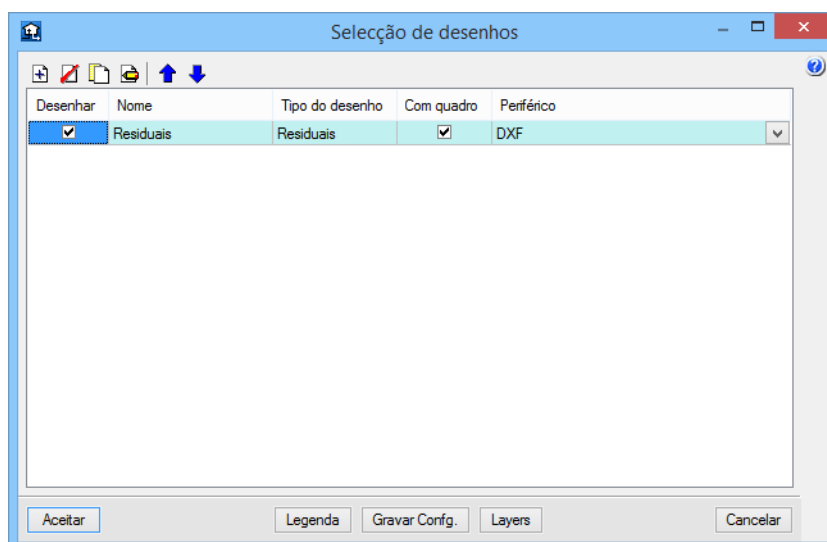 Selecção de desenhos
Desenhar Nome Tipo do desenho Com quadro Periférico
Residuais Residuais DXF
Aceitar Legenda Gravar Confg. Layers Cancelar